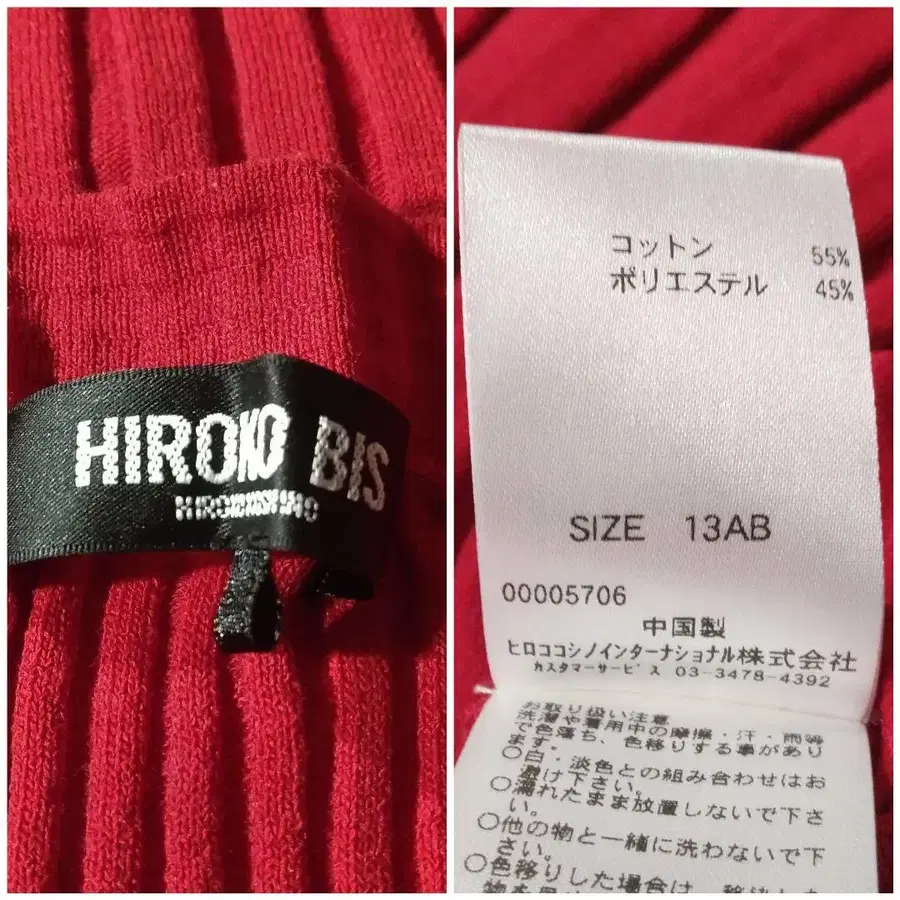 HIROKO BIS
HIROKO KOSHINO
コットン 55%
ポリエステル 45%
SIZE 13AB
00005706
中国製
ヒロココシノインターナショナル株式会社
カスタマーサービス 03-3478-4392
お取り扱い注意
洗濯や着用中の摩擦・汗・雨等
で色落ち、色移りする事があり
ます。
○白・淡色との組み合わせはお
避け下さい。
○濡れたまま放置しないで下さ
い。
○他の物と一緒に洗わないで下
さい。
○色移りした場合は、